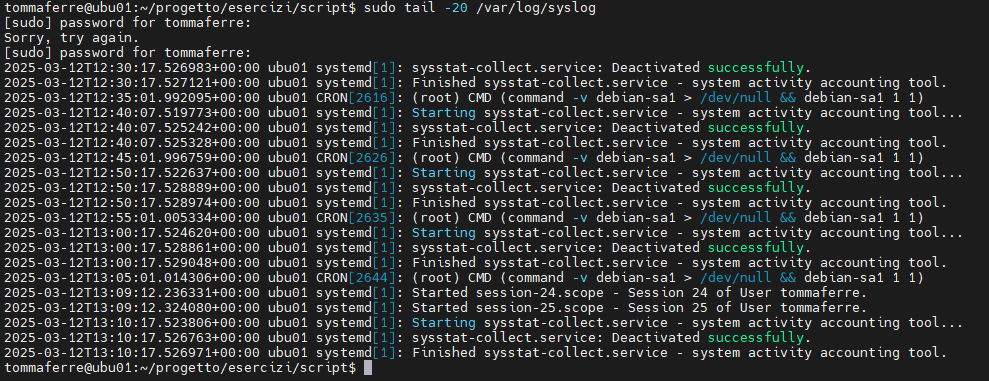 tommaferre@ubu01:~/progetto/esercizi/script$ sudo tail -20 /var/log/syslog
[sudo] password for tommaferre:
Sorry, try again.
[sudo] password for tommaferre:
2025-03-12T12:30:17.526983+00:00 ubu01 systemd[1]: sysstat-collect.service: Deactivated successfully.
2025-03-12T12:30:17.527121+00:00 ubu01 systemd[1]: Finished sysstat-collect.service - system activity accounting tool.
2025-03-12T12:35:01.992095+00:00 ubu01 CRON[2616]: (root) CMD (command -v debian-sa1 > /dev/null && debian-sa1 1 1)
2025-03-12T12:40:07.519773+00:00 ubu01 systemd[1]: Starting sysstat-collect.service - system activity accounting tool...
2025-03-12T12:40:07.525242+00:00 ubu01 systemd[1]: sysstat-collect.service: Deactivated successfully.
2025-03-12T12:40:07.525328+00:00 ubu01 systemd[1]: Finished sysstat-collect.service - system activity accounting tool.
2025-03-12T12:45:01.996759+00:00 ubu01 CRON[2626]: (root) CMD (command -v debian-sa1 > /dev/null && debian-sa1 1 1)
2025-03-12T12:50:17.522637+00:00 ubu01 systemd[1]: Starting sysstat-collect.service - system activity accounting tool...
2025-03-12T12:50:17.528889+00:00 ubu01 systemd[1]: sysstat-collect.service: Deactivated successfully.
2025-03-12T12:50:17.528974+00:00 ubu01 systemd[1]: Finished sysstat-collect.service - system activity accounting tool.
2025-03-12T12:55:01.005334+00:00 ubu01 CRON[2635]: (root) CMD (command -v debian-sa1 > /dev/null && debian-sa1 1 1)
2025-03-12T13:00:17.524620+00:00 ubu01 systemd[1]: Starting sysstat-collect.service - system activity accounting tool...
2025-03-12T13:00:17.528861+00:00 ubu01 systemd[1]: sysstat-collect.service: Deactivated successfully.
2025-03-12T13:00:17.529048+00:00 ubu01 systemd[1]: Finished sysstat-collect.service - system activity accounting tool.
2025-03-12T13:05:01.014306+00:00 ubu01 CRON[2644]: (root) CMD (command -v debian-sa1 > /dev/null && debian-sa1 1 1)
2025-03-12T13:09:12.236331+00:00 ubu01 systemd[1]: Started session-24.scope - Session 24 of User tommaferre.
2025-03-12T13:09:12.324080+00:00 ubu01 systemd[1]: Started session-25.scope - Session 25 of User tommaferre.
2025-03-12T13:10:17.523806+00:00 ubu01 systemd[1]: Starting sysstat-collect.service - system activity accounting tool...
2025-03-12T13:10:17.526763+00:00 ubu01 systemd[1]: sysstat-collect.service: Deactivated successfully.
2025-03-12T13:10:17.526971+00:00 ubu01 systemd[1]: Finished sysstat-collect.service - system activity accounting tool.
tommaferre@ubu01:~/progetto/esercizi/script$